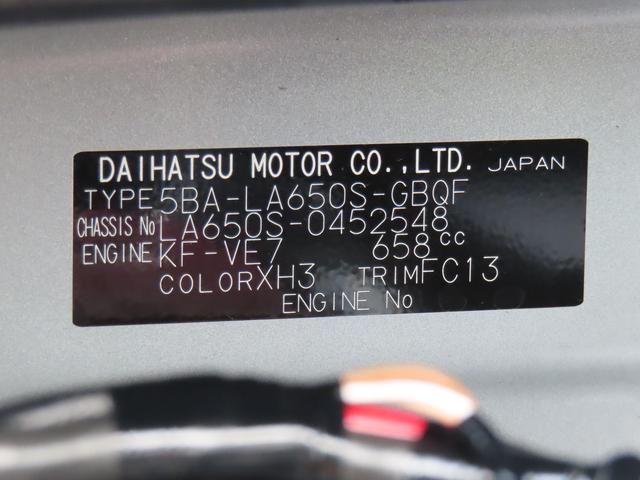 DAIHATSU MOTOR CO.,LTD. JAPAN
TYPE 5BA-LA650S-GBQF
CHASSIS No LA650S-0452548
ENGINE KF-VE7 658cc
COLOR XH3 TRIM FC13
ENGINE No